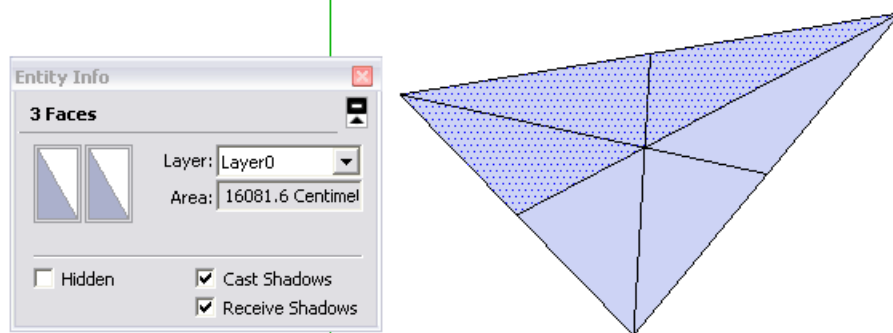 Entity Info
3 Faces
Layer: Layer0
Area: 16081.6 Centime
Hidden
Cast Shadows
Receive Shadows